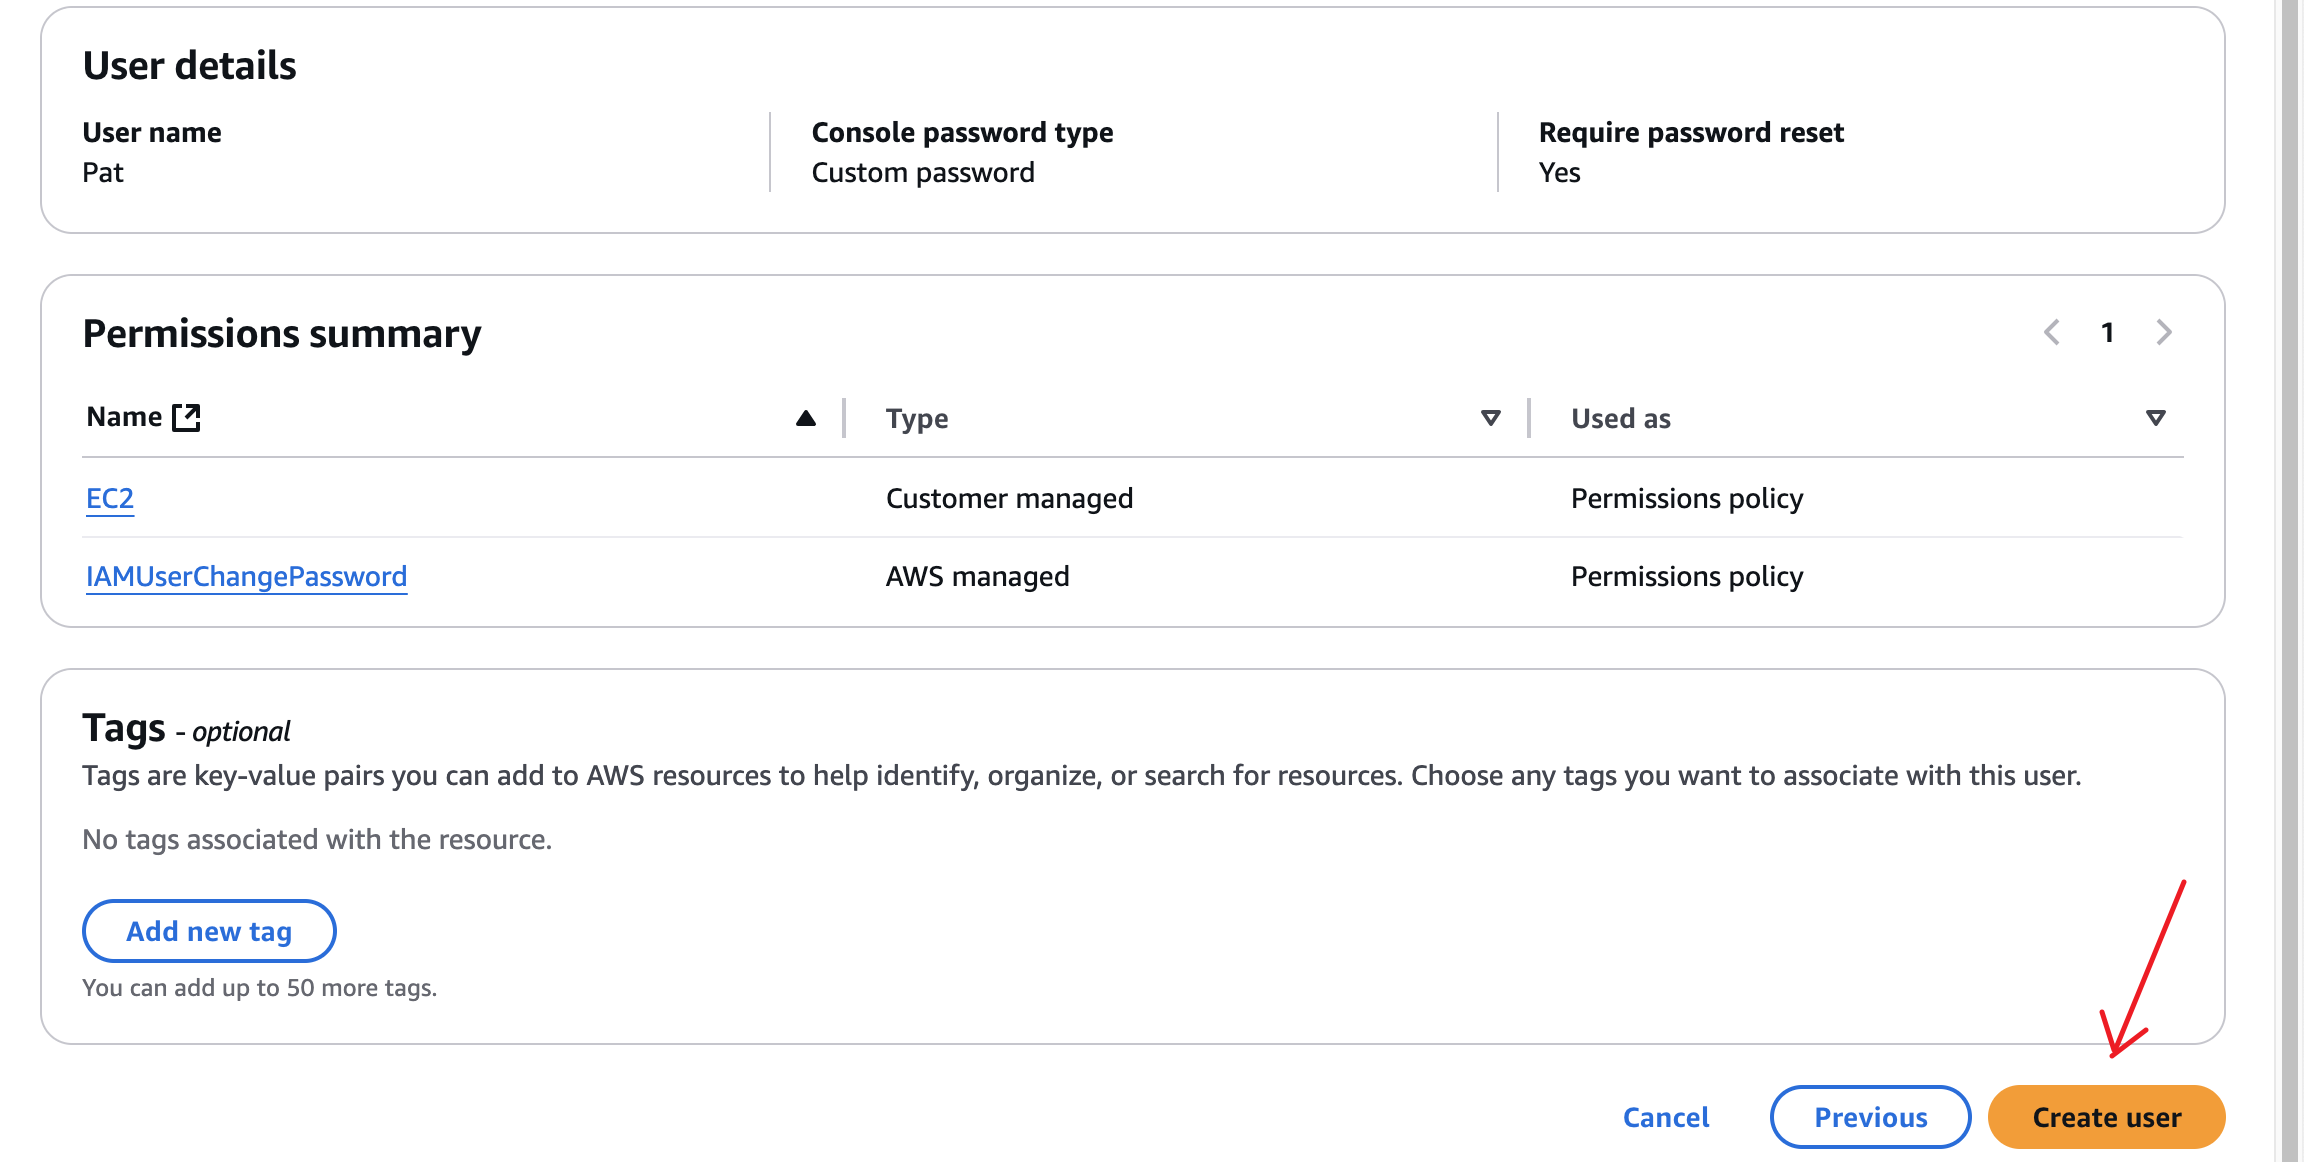 User details
User name
Pat
Console password type
Custom password
Require password reset
Yes
Permissions summary
1
Name Type Used as
EC2 Customer managed Permissions policy
IAMUserChangePassword AWS managed Permissions policy
Tags - optional
Tags are key-value pairs you can add to AWS resources to help identify, organize, or search for resources. Choose any tags you want to associate with this user.
No tags associated with the resource.
Add new tag
You can add up to 50 more tags.
Cancel Previous Create user